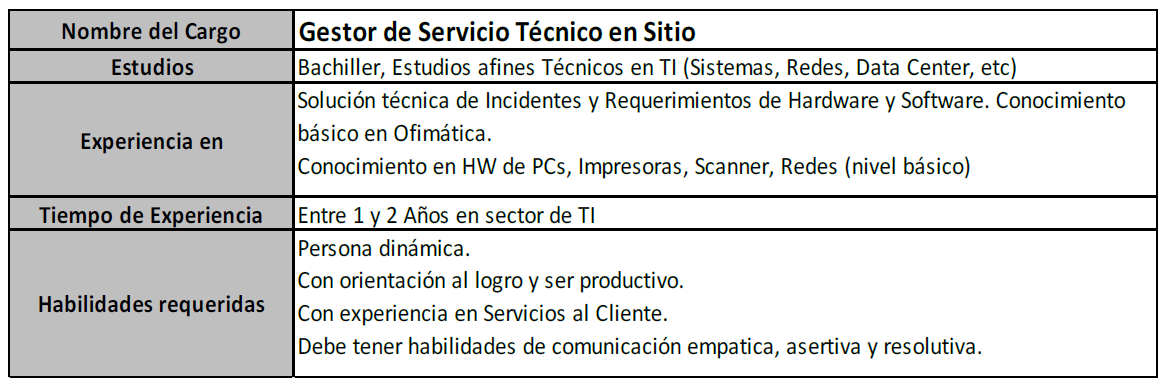 Nombre del Cargo
Gestor de Servicio Técnico en Sitio
Estudios
Bachiller, Estudios afines Técnicos en TI (Sistemas, Redes, Data Center, etc)
Experiencia en
Solución técnica de Incidentes y Requerimientos de Hardware y Software. Conocimiento
básico en Ofimática.
Conocimiento en HW de PCs, Impresoras, Scanner, Redes (nivel básico)
Tiempo de Experiencia
Entre 1 y 2 Años en sector de TI
Habilidades requeridas
Persona dinámica.
Con orientación al logro y ser productivo.
Con experiencia en Servicios al Cliente.
Debe tener habilidades de comunicación empatica, asertiva y resolutiva.